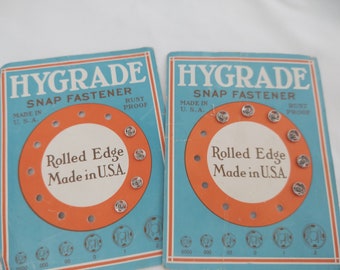 HYGRADE
SNAP FASTENER
MADE IN
U.S.A.
RUST
PROOF
Rolled Edge
Made in U.S.A.
HYGRADE
SNAP FASTENER
MADE IN
U.S.A.
RUST
PROOF
Rolled Edge
Made in U.S.A.